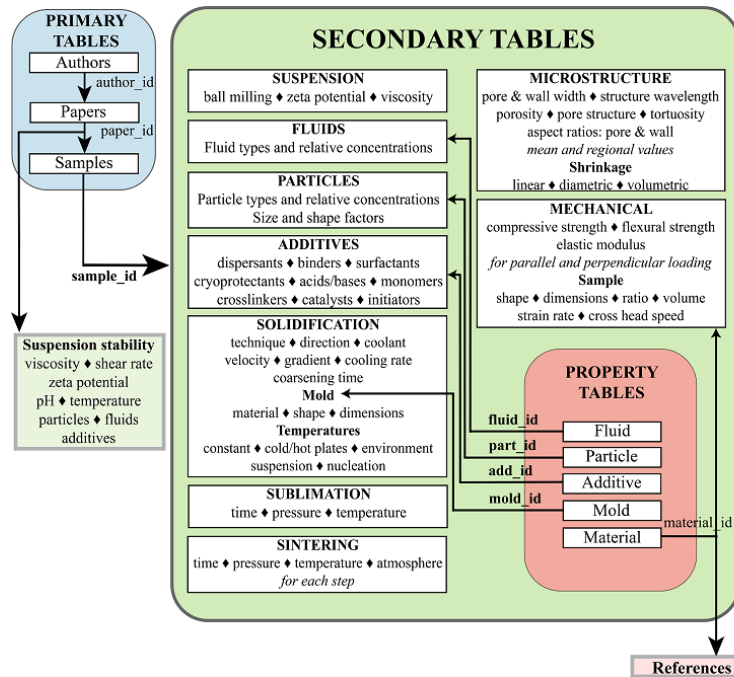 PRIMARY
TABLES
Authors
author_id
Papers
paper_id
Samples
sample_id
Suspension stability
viscosity ♦ shear rate
zeta potential
pH ♦ temperature
particles ♦ fluids
additives
SECONDARY TABLES
SUSPENSION
ball milling ♦ zeta potential ♦ viscosity
FLUIDS
Fluid types and relative concentrations
PARTICLES
Particle types and relative concentrations
Size and shape factors
ADDITIVES
dispersants ♦ binders ♦ surfactants
cryoprotectants ♦ acids/bases ♦ monomers
crosslinkers ♦ catalysts ♦ initiators
SOLIDIFICATION
technique ♦ direction ♦ coolant
velocity ♦ gradient ♦ cooling rate
coarsening time
Mold
material ♦ shape ♦ dimensions
Temperatures
constant ♦ cold/hot plates ♦ environment
suspension ♦ nucleation
SUBLIMATION
time ♦ pressure ♦ temperature
SINTERING
time ♦ pressure ♦ temperature ♦ atmosphere
for each step
MICROSTRUCTURE
pore & wall width ♦ structure wavelength
porosity ♦ pore structure ♦ tortuosity
aspect ratios: pore & wall
mean and regional values
Shrinkage
linear ♦ diametric ♦ volumetric
MECHANICAL
compressive strength ♦ flexural strength
elastic modulus
for parallel and perpendicular loading
Sample
shape ♦ dimensions ♦ ratio ♦ volume
strain rate ♦ cross head speed
PROPERTY
TABLES
fluid_id
Fluid
part_id
Particle
add_id
Additive
mold_id
Mold
material_id
Material
References